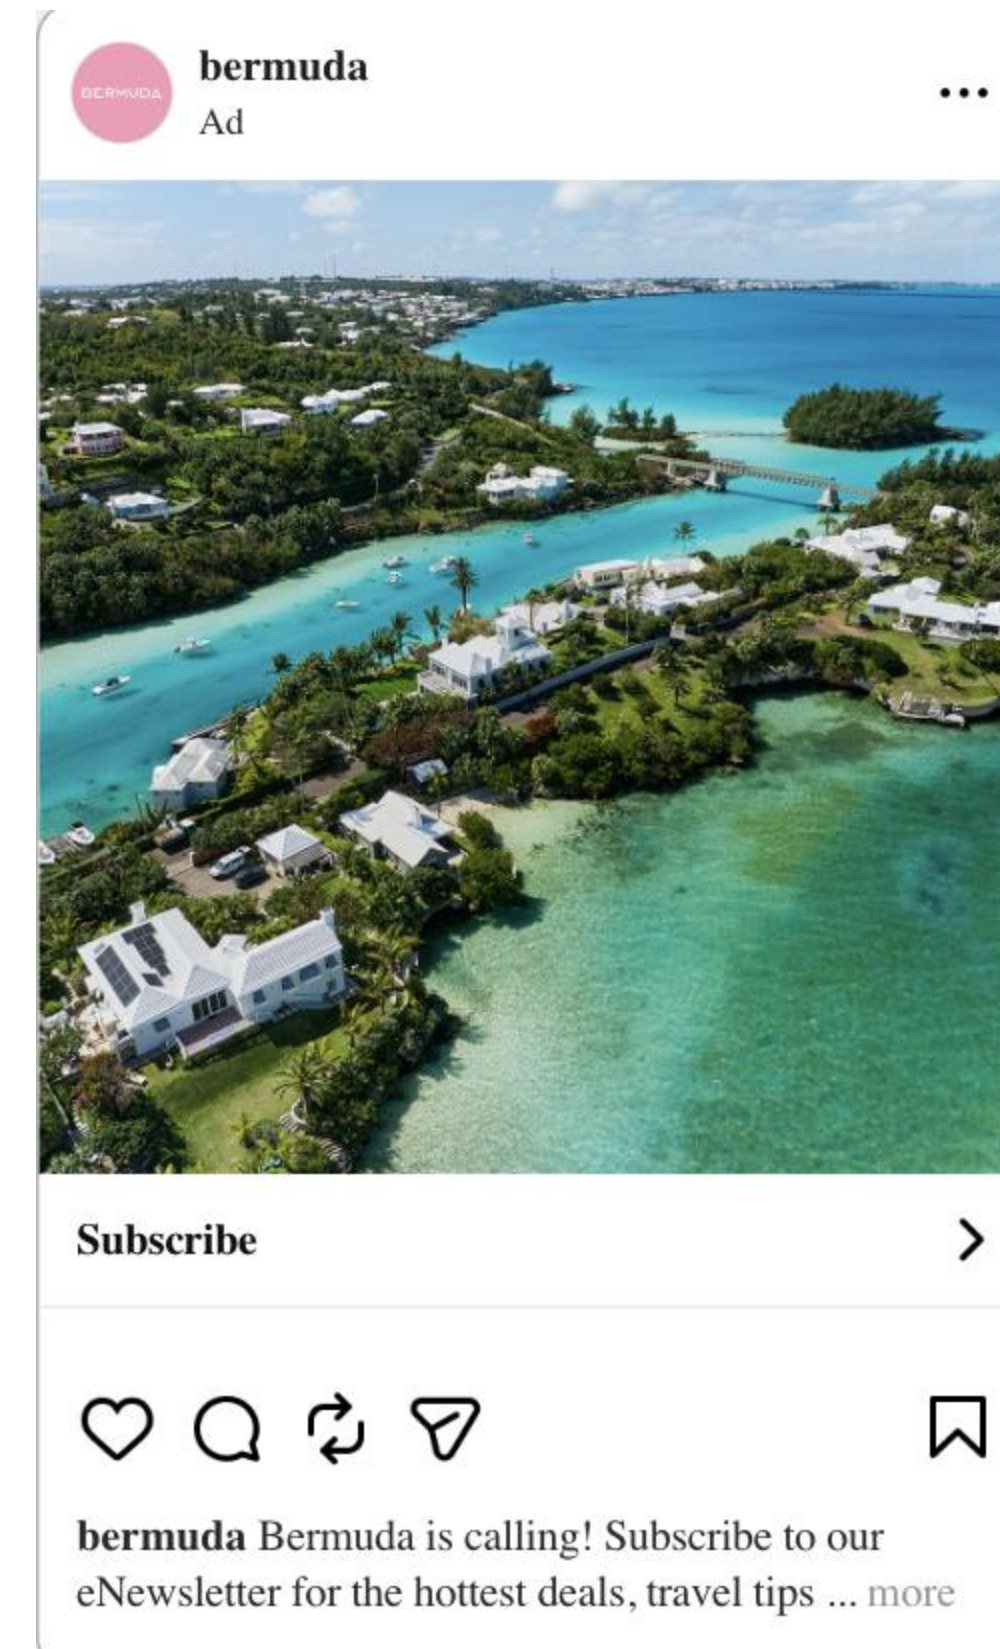 BERMUDA
bermuda
Ad
Subscribe
bermuda Bermuda is calling! Subscribe to our
eNewsletter for the hottest deals, travel tips ... more